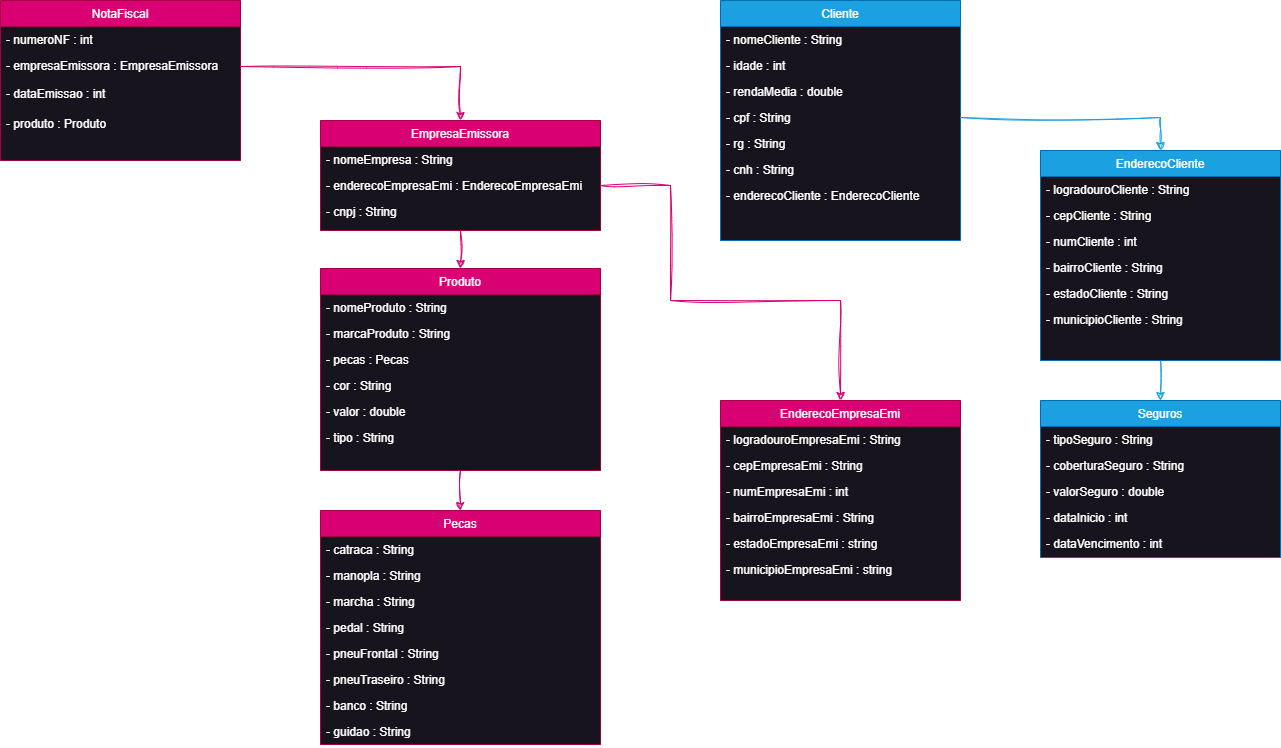 NotaFiscal
- numeroNF : int
- empresaEmissora : EmpresaEmissora
- dataEmissao : int
- produto : Produto
EmpresaEmissora
- nomeEmpresa : String
- enderecoEmpresaEmi : EnderecoEmpresaEmi
- cnpj : String
Produto
- nomeProduto : String
- marcaProduto : String
- pecas : Pecas
- cor : String
- valor : double
- tipo : String
Pecas
- catraca : String
- manopla : String
- marcha : String
- pedal : String
- pneuFrontal : String
- pneuTraseiro : String
- banco : String
- guidao : String
Cliente
- nomeCliente : String
- idade : int
- rendaMedia : double
- cpf : String
- rg : String
- cnh : String
- enderecoCliente : EnderecoCliente
EnderecoEmpresaEmi
- logradouroEmpresaEmi : String
- cepEmpresaEmi : String
- numEmpresaEmi : int
- bairroEmpresaEmi : String
- estadoEmpresaEmi : string
- municipioEmpresaEmi : string
EnderecoCliente
- logradouroCliente : String
- cepCliente : String
- numCliente : int
- bairroCliente : String
- estadoCliente : String
- municipioCliente : String
Seguros
- tipoSeguro : String
- coberturaSeguro : String
- valorSeguro : double
- dataInicio : int
- dataVencimento : int